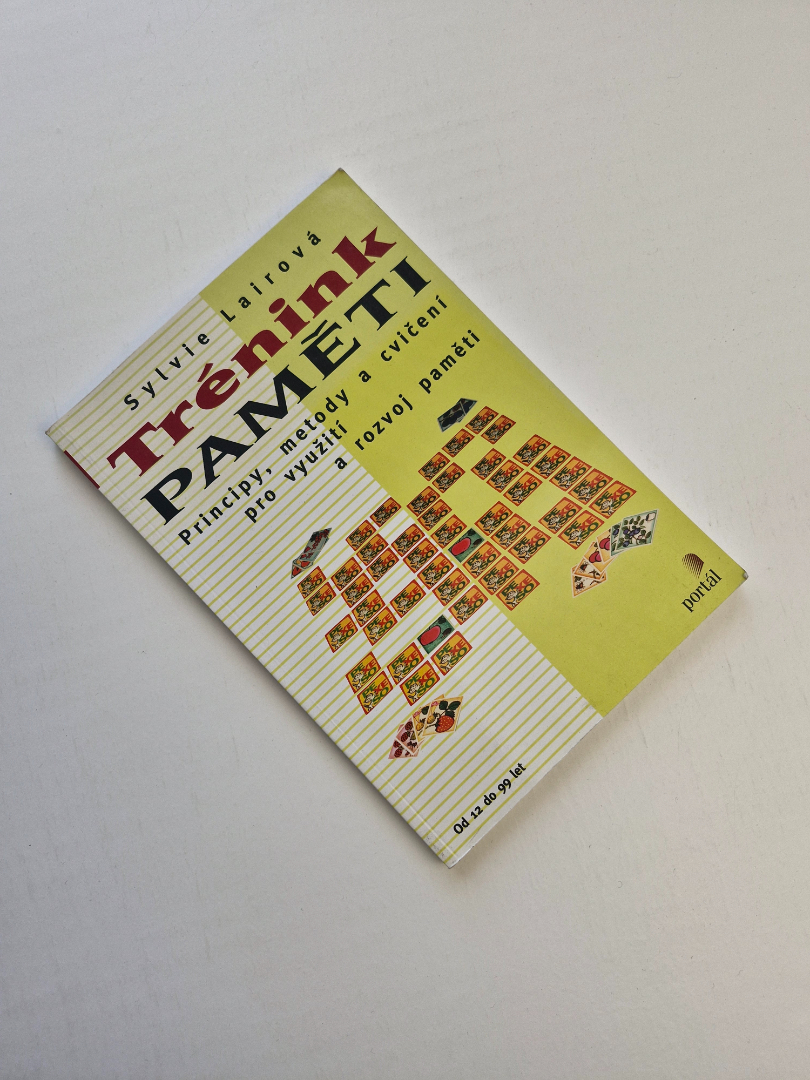 Sylvie Lairová
Trénink
PAMĚTI
Principy, metody a cvičení
pro využití
a rozvoj paměti
portál
Od 12 do 99 let